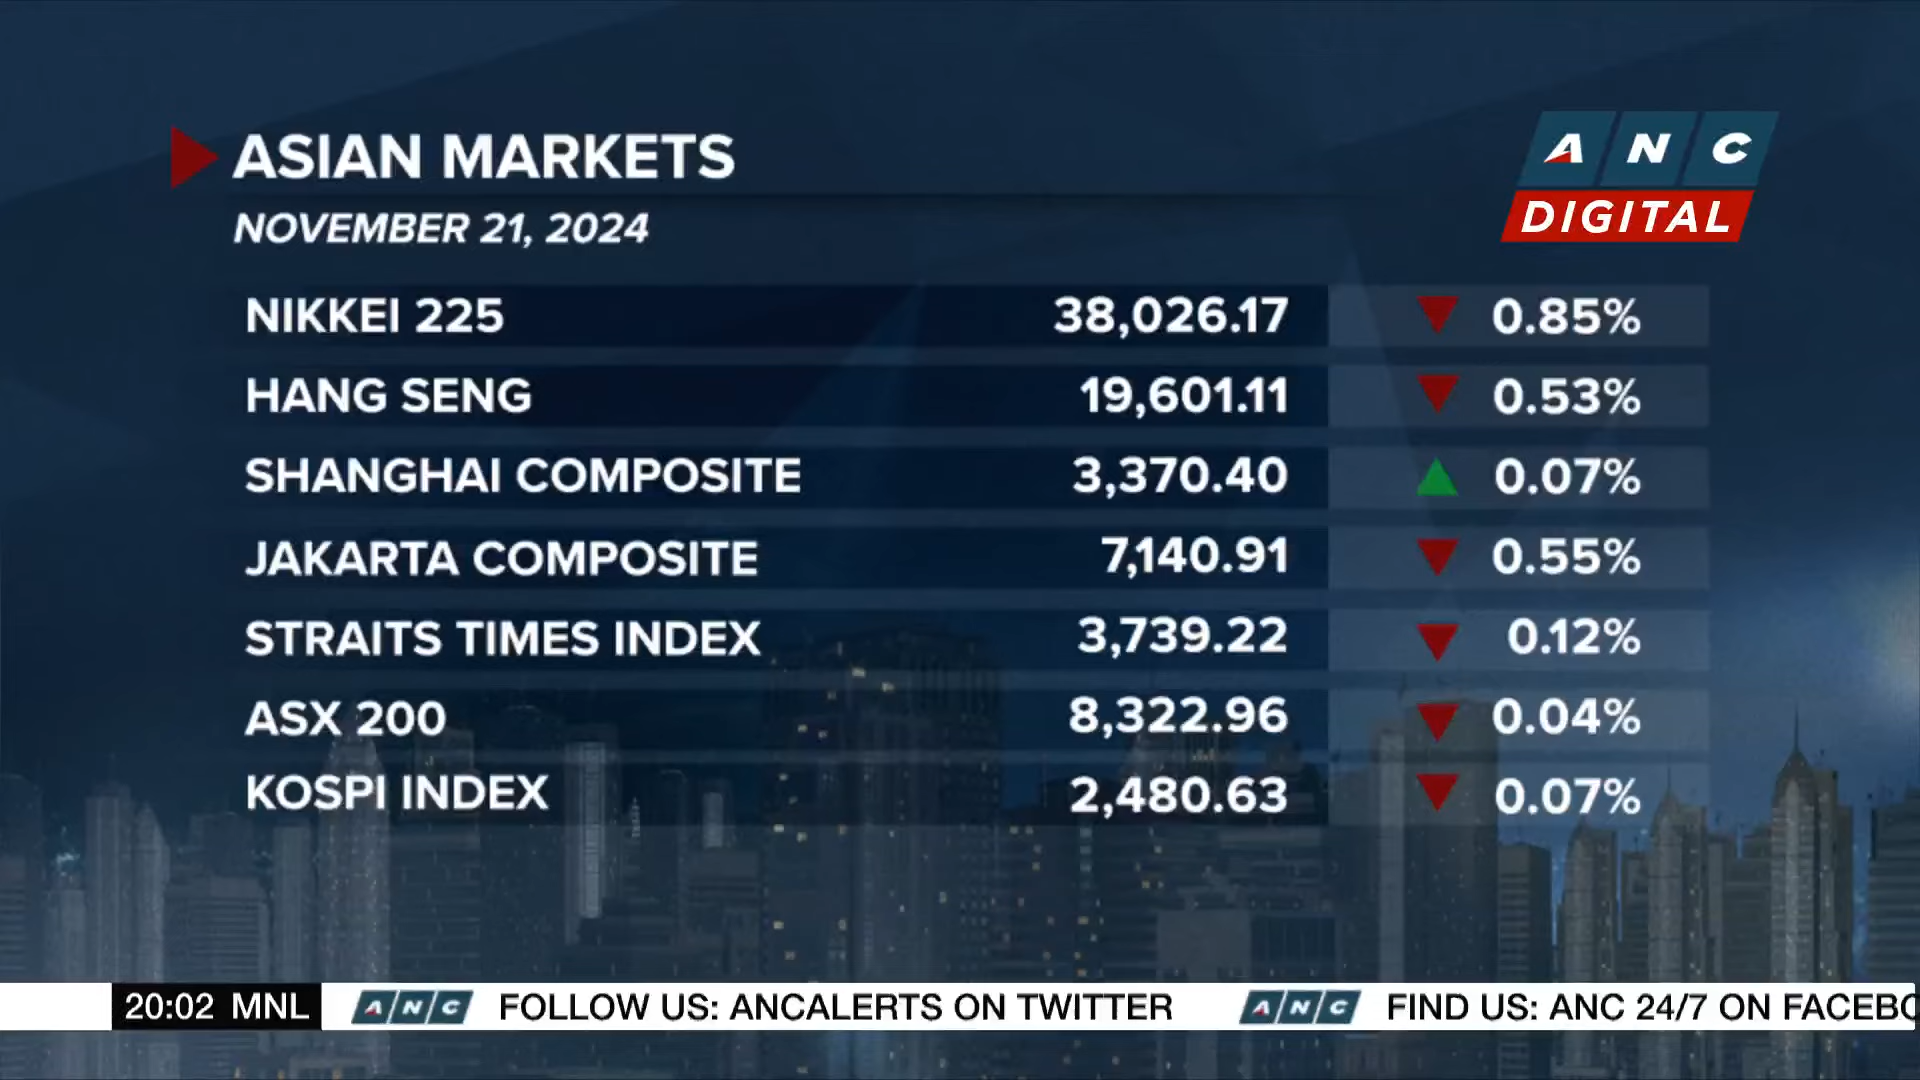 ASIAN MARKETS
NOVEMBER 21, 2024
ANC
DIGITAL
NIKKEI 225 38,026.17 0.85%
HANG SENG 19,601.11 0.53%
SHANGHAI COMPOSITE 3,370.40 0.07%
JAKARTA COMPOSITE 7,140.91 0.55%
STRAITS TIMES INDEX 3,739.22 0.12%
ASX 200 8,322.96 0.04%
KOSPI INDEX 2,480.63 0.07%
20:02 MNL ANC FOLLOW US: ANCALERTS ON TWITTER ANC FIND US: ANC 24/7 ON FACEBO